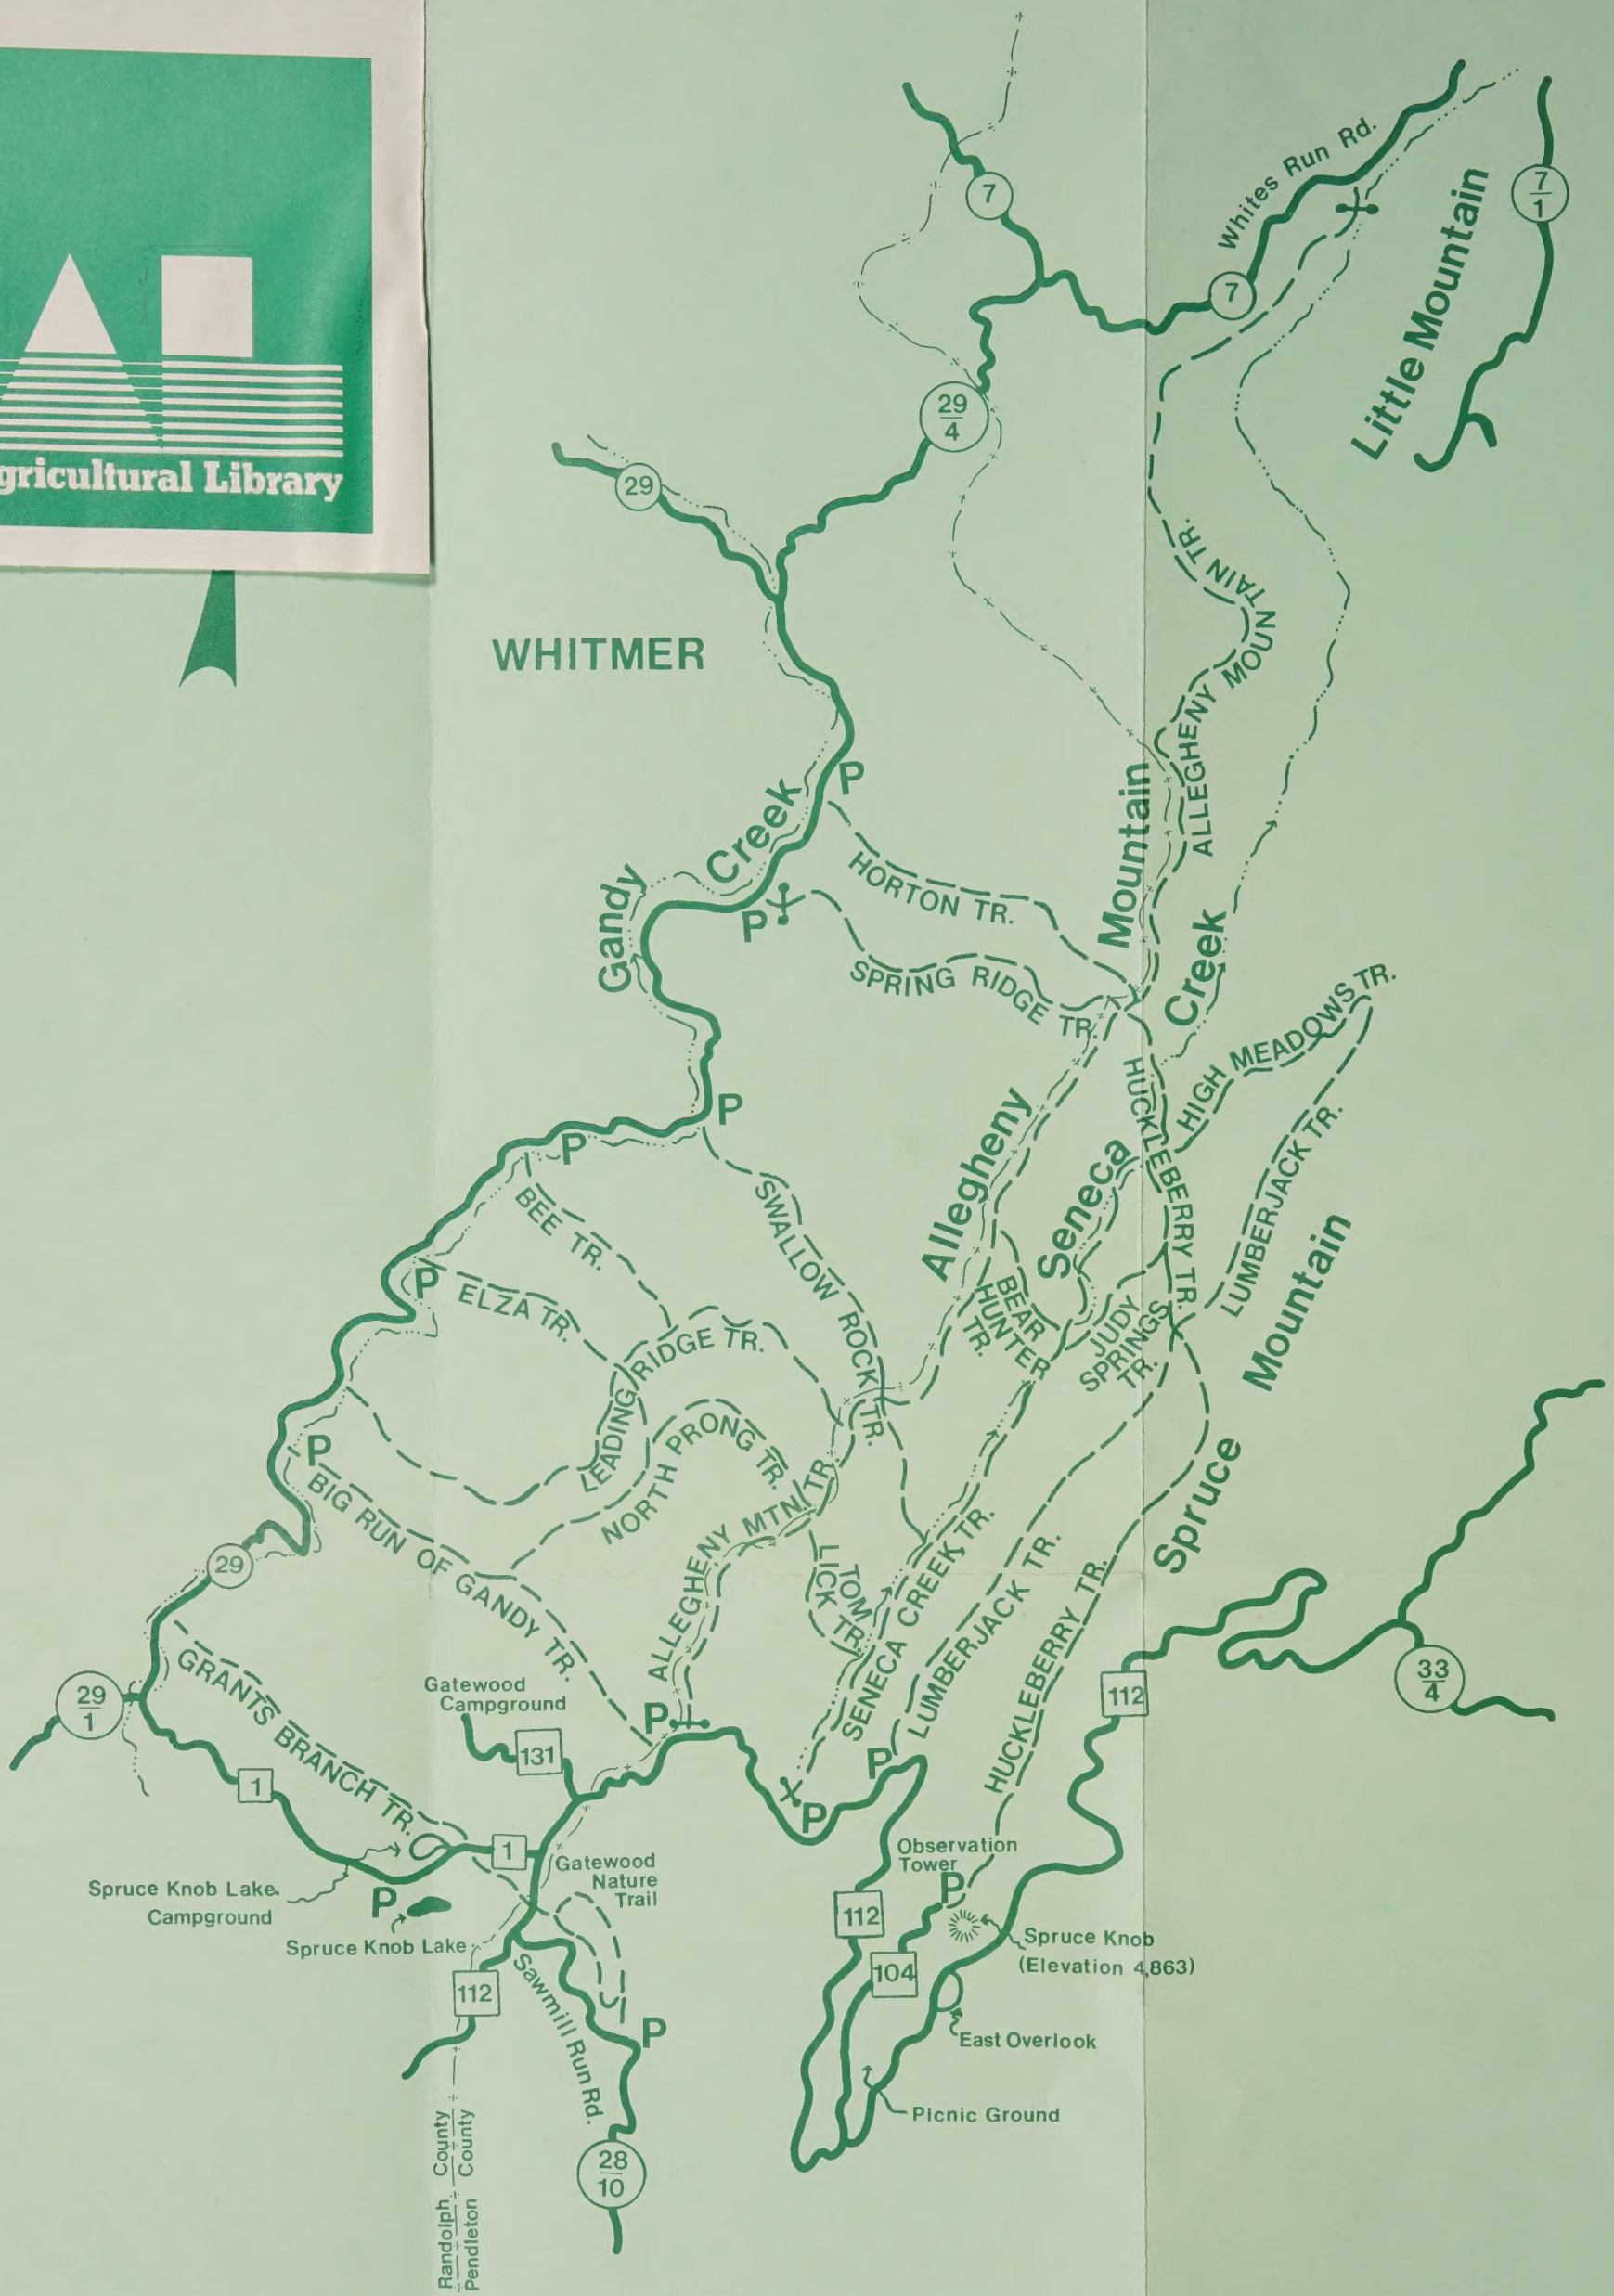 gricultural Library
Whites Run Rd.
7
7
7
1
Little Mountain
29
4
29
WHITMER
ALLEGHENY MOUNTAIN TR.
P
Gandy Creek
P
HORTON TR.
SPRING RIDGE TR.
Allegheny Mountain
Seneca Creek
HIGH MEADOWS TR.
HUCKLEBERRY TR.
LUMBERJACK TR.
P
P
BEE TR.
SWALLOW ROCK TR.
P
ELZA TR.
LEADING RIDGE TR.
BEAR
HUNTER
TR.
JUDY
SPRINGS
TR.
Spruce Mountain
P
BIG RUN OF GANDY TR.
NORTH PRONG TR.
ALLEGHENY MTN. TR.
TOM
LICK TR.
SENECA CREEK TR.
LUMBERJACK TR.
HUCKLEBERRY TR.
29
29
1
GRANTS BRANCH TR.
Gatewood
Campground
131
P
P
P
112
33
4
1
1
Gatewood
Nature
Trail
Observation
Tower
P
Spruce Knob Lake
Campground
P
Spruce Knob Lake
112
Sawmill Run Rd.
P
112
104
Spruce Knob
(Elevation 4,863)
East Overlook
Picnic Ground
28
10
Randolph County
Pendleton County